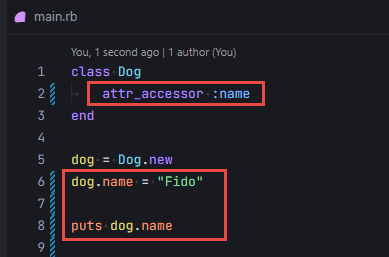 main.rb
You, 1 second ago | 1 author (You)
1 class Dog
2 attr_accessor :name
3 end
4
5 dog = Dog.new
6 dog.name = "Fido"
7
8 puts dog.name
9